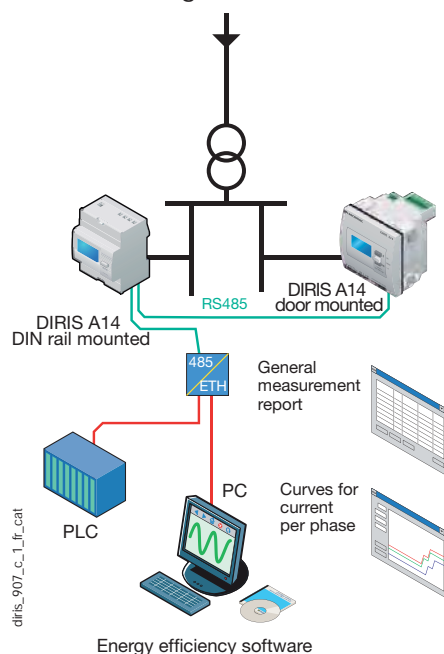 RS485
DIRIS A14
DIN rail mounted
DIRIS A14
door mounted
485
ETH
General
measurement
report
PLC
PC
Curves for
current
per phase
diris_907_c_1_fr_cat
Energy efficiency software